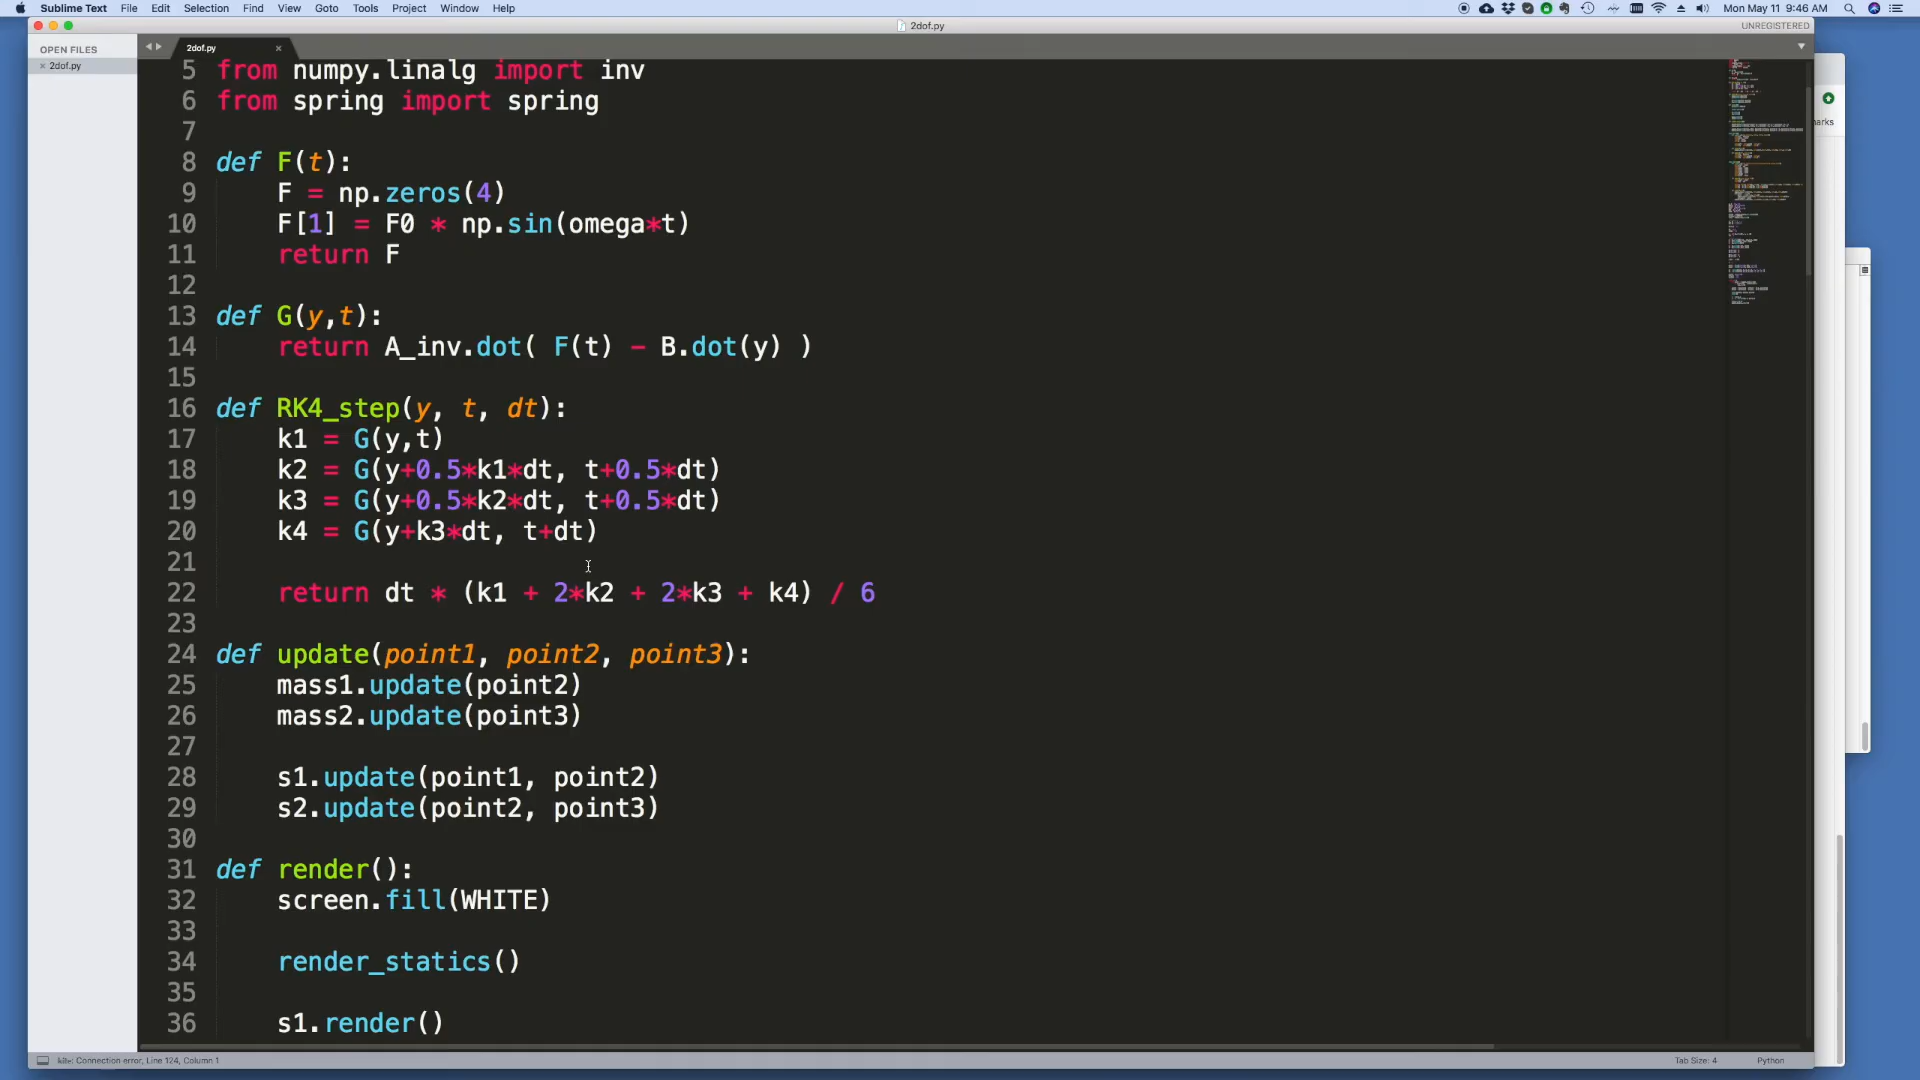 Sublime Text File Edit Selection Find View Goto Tools Project Window Help Mon May 11 9:46 AM
2dof.py UNREGISTERED
OPEN FILES
2dof.py
2dof.py
5 from numpy.linalg import inv
6 from spring import spring
7
8 def F(t):
9     F = np.zeros(4)
10     F[1] = F0 * np.sin(omega*t)
11     return F
12
13 def G(y,t):
14     return A_inv.dot( F(t) - B.dot(y) )
15
16 def RK4_step(y, t, dt):
17     k1 = G(y,t)
18     k2 = G(y+0.5*k1*dt, t+0.5*dt)
19     k3 = G(y+0.5*k2*dt, t+0.5*dt)
20     k4 = G(y+k3*dt, t+dt)
21
22     return dt * (k1 + 2*k2 + 2*k3 + k4) / 6
23
24 def update(point1, point2, point3):
25     mass1.update(point2)
26     mass2.update(point3)
27
28     s1.update(point1, point2)
29     s2.update(point2, point3)
30
31 def render():
32     screen.fill(WHITE)
33
34     render_statics()
35
36     s1.render()
arks
kite: Connection error, Line 124, Column 1 Tab Size: 4 Python